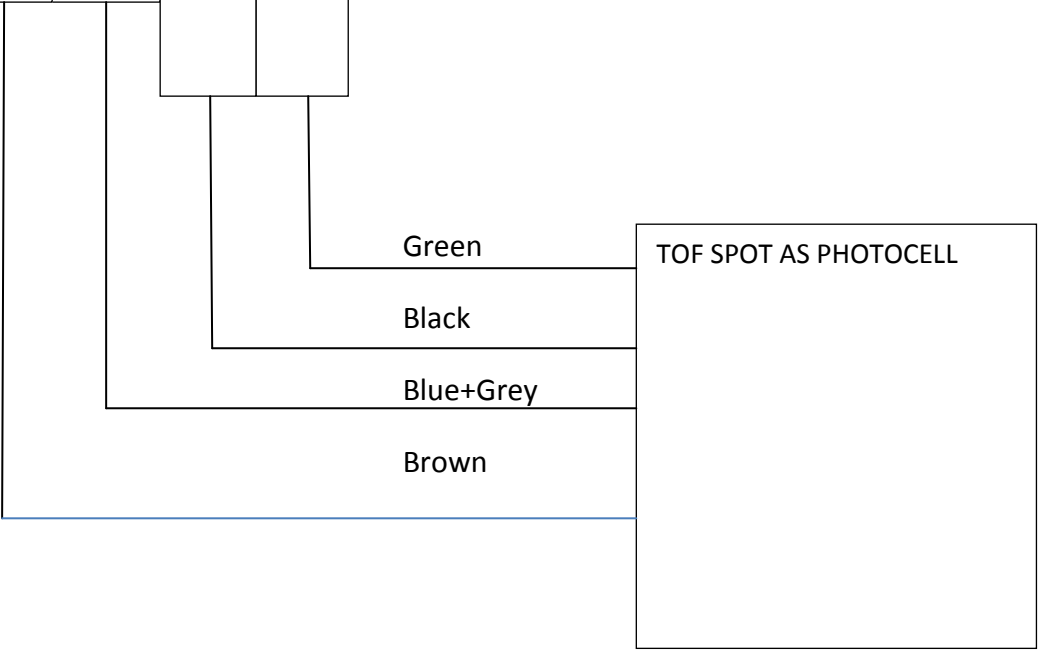 Green
TOF SPOT AS PHOTOCELL
Black
Blue+Grey
Brown